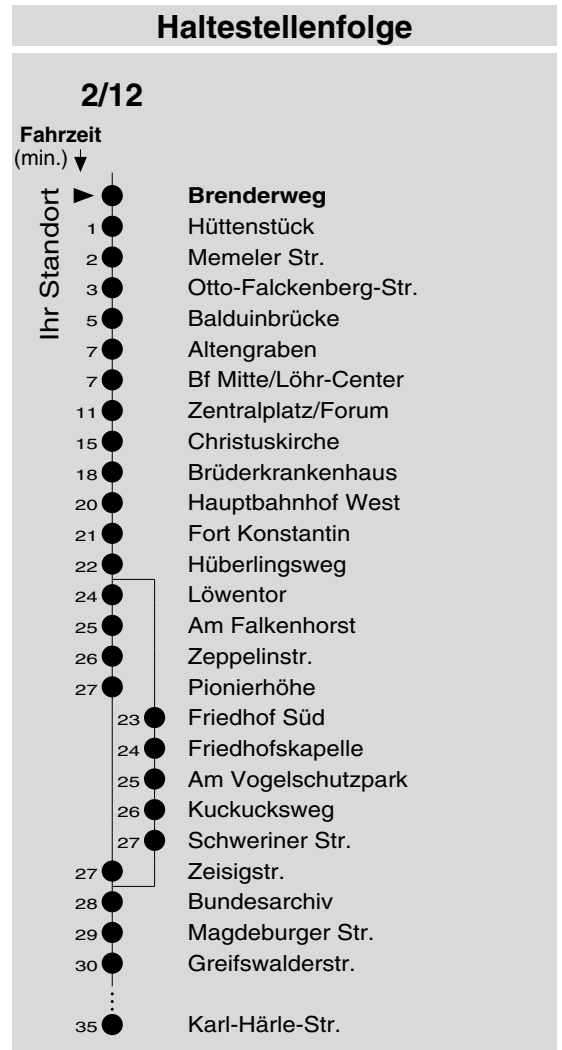 Haltestellenfolge
2/12
Fahrzeit
(min.)
Ihr Standort
Brenderweg
1 Hüttenstück
2 Memeler Str.
3 Otto-Falckenberg-Str.
5 Balduinbrücke
7 Altengraben
7 Bf Mitte/Löhr-Center
11 Zentralplatz/Forum
15 Christuskirche
18 Brüderkrankenhaus
20 Hauptbahnhof West
21 Fort Konstantin
22 Hüberlingsweg
24 Löwentor
25 Am Falkenhorst
26 Zeppelinstr.
27 Pionierhöhe
23 Friedhof Süd
24 Friedhofskapelle
25 Am Vogelschutzpark
26 Kuckucksweg
27 Schweriner Str.
27 Zeisigstr.
28 Bundesarchiv
29 Magdeburger Str.
30 Greifswalderstr.
35 Karl-Härle-Str.